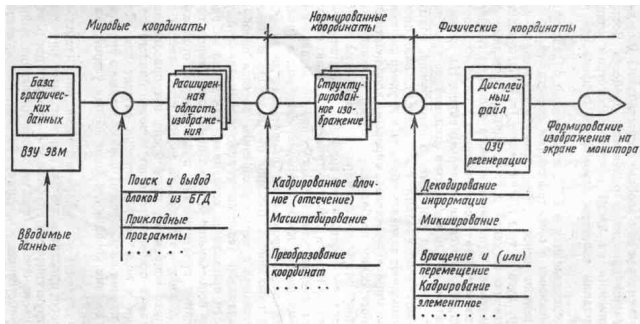 Мировые координаты
Нормированные
координаты
Физические координаты
База
графичес-
ких
данных
ВЗУ ЭВМ
Расширен-
ная
область
изображе-
ния
Структу-
рирован-
ное изо-
бражение
Дисплей-
ный
файл
ОЗУ
регенерации
Формирование
изображения на
экране монитора
Вводимые
данные
Поиск и вывод
блоков из БГД
Прикладные
программы
. . . . . .
Кадрированное блоч-
ное (отсечение)
Масштабирование
Преобразование
координат
. . . . .
Декодирование
информации
Микширование
Вращение и (или)
перемещение
Кадрирование
элементное
. . . . . . . .